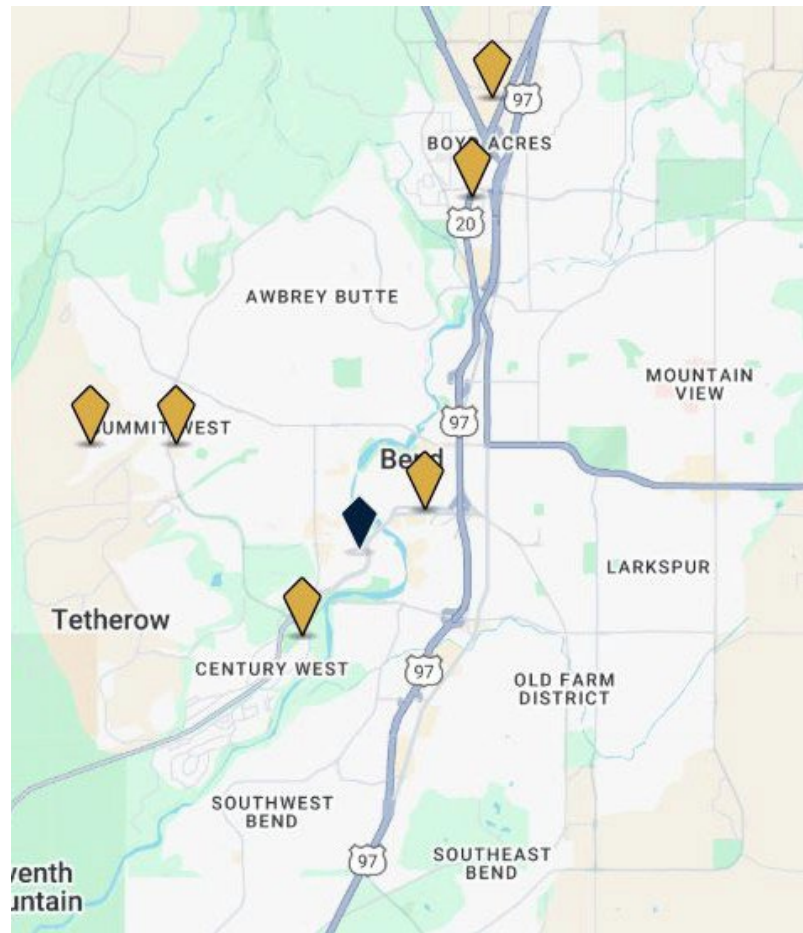 97
BOYD ACRES
20
AWBREY BUTTE
MOUNTAIN
VIEW
97
SUMMIT WEST
Bend
LARKSPUR
Tetherow
CENTURY WEST
97
OLD FARM
DISTRICT
SOUTHWEST
BEND
97
SOUTHEAST
BEND
venth
untain